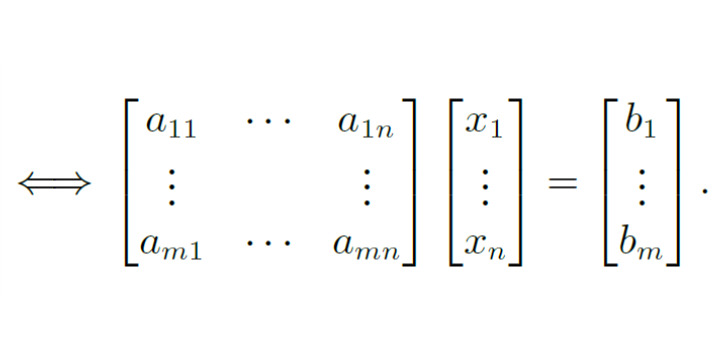 ⟺ [a₁₁ ⋯ a₁ₙ] [x₁] = [b₁]
[⋮ ⋮] [⋮] [⋮]
[aₘ₁ ⋯ aₘₙ] [xₙ] [bₘ] .